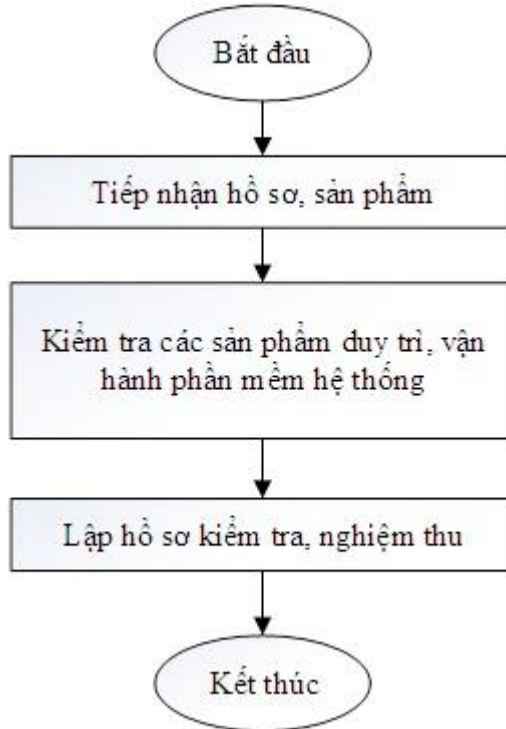 Bắt đầu
Tiếp nhận hồ sơ, sản phẩm
Kiểm tra các sản phẩm duy trì, vận
hành phần mềm hệ thống
Lập hồ sơ kiểm tra, nghiệm thu
Kết thúc